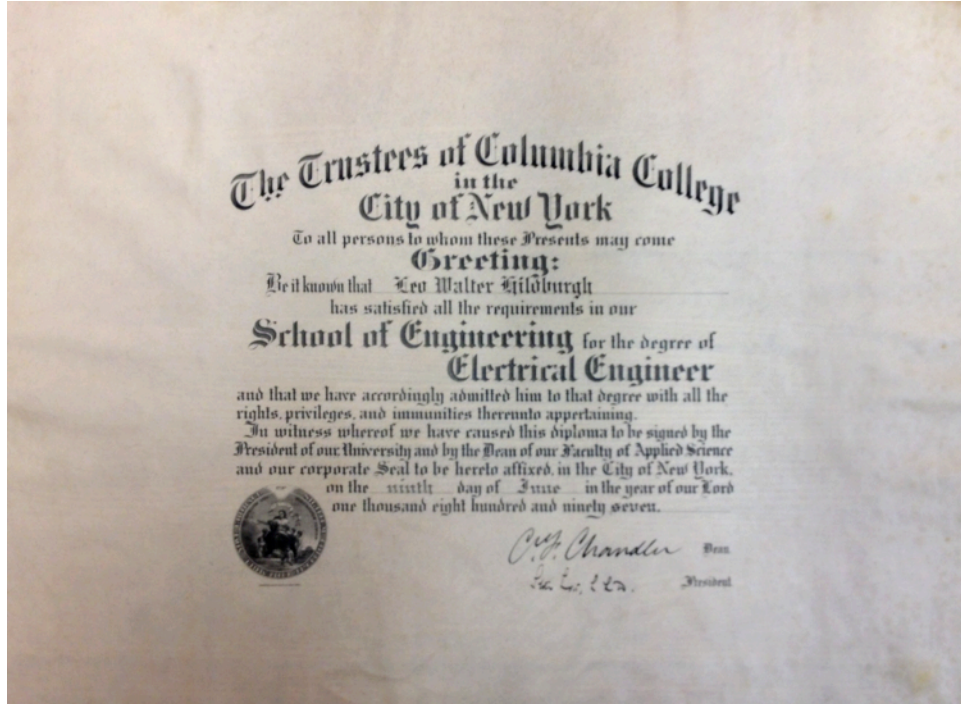 The Trustees of Columbia College
in the
City of New York
To all persons to whom these Presents may come
Greeting:
Be it known that Leo Walter Hildburgh
has satisfied all the requirements in our
School of Engineering for the degree of
Electrical Engineer
and that we have accordingly admitted him to that degree with all the
rights, privileges, and immunities thereunto appertaining.
In witness whereof we have caused this diploma to be signed by the
President of our University and by the Dean of our Faculty of Applied Science
and our corporate Seal to be hereto affixed, in the City of New York,
on the ninth day of June in the year of our Lord
one thousand eight hundred and ninety seven.
C. F. Chandler Dean
President